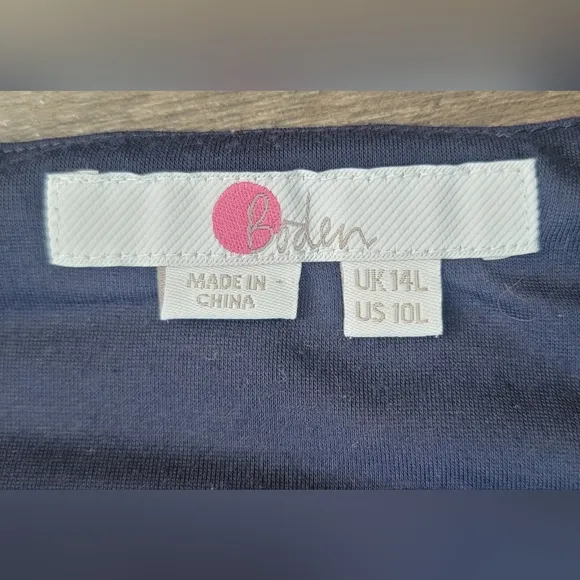 Boden
MADE IN
CHINA
UK 14L
US 10L